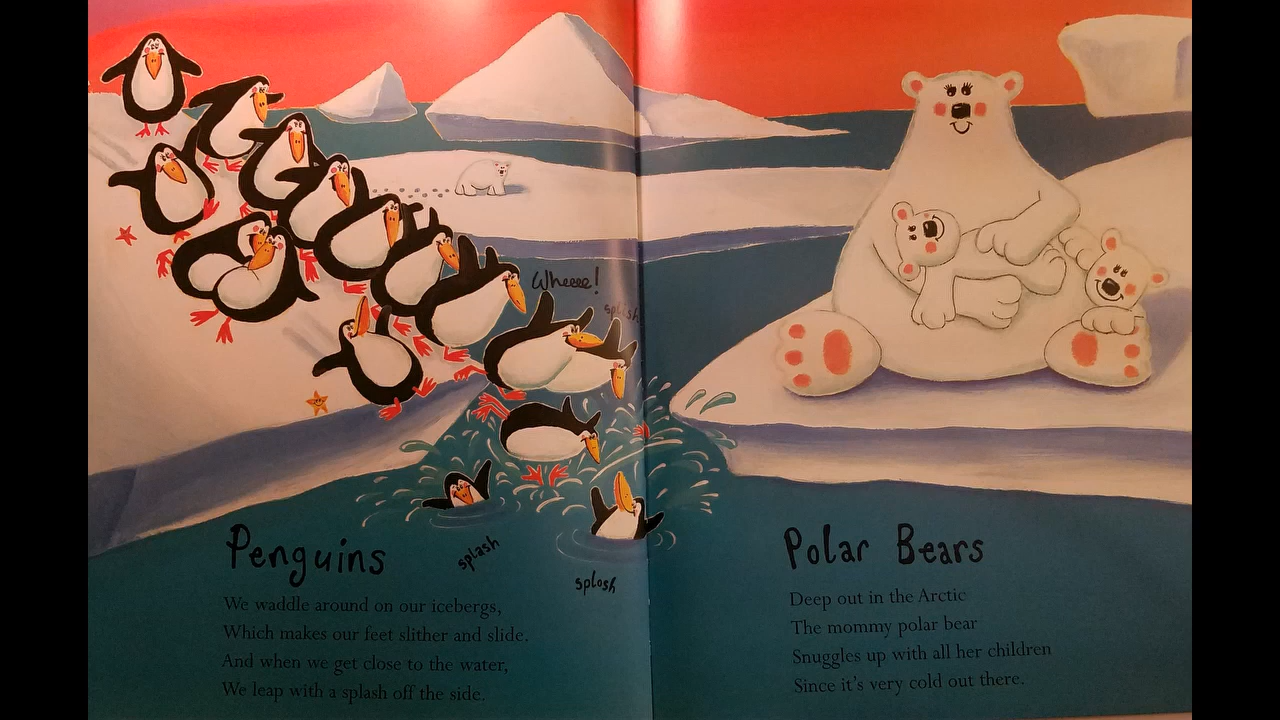 Wheeee!
splish
Penguins
splash
splosh
We waddle around on our icebergs,
Which makes our feet slither and slide.
And when we get close to the water,
We leap with a splash off the side.
Polar Bears
Deep out in the Arctic
The mommy polar bear
Snuggles up with all her children
Since it's very cold out there.